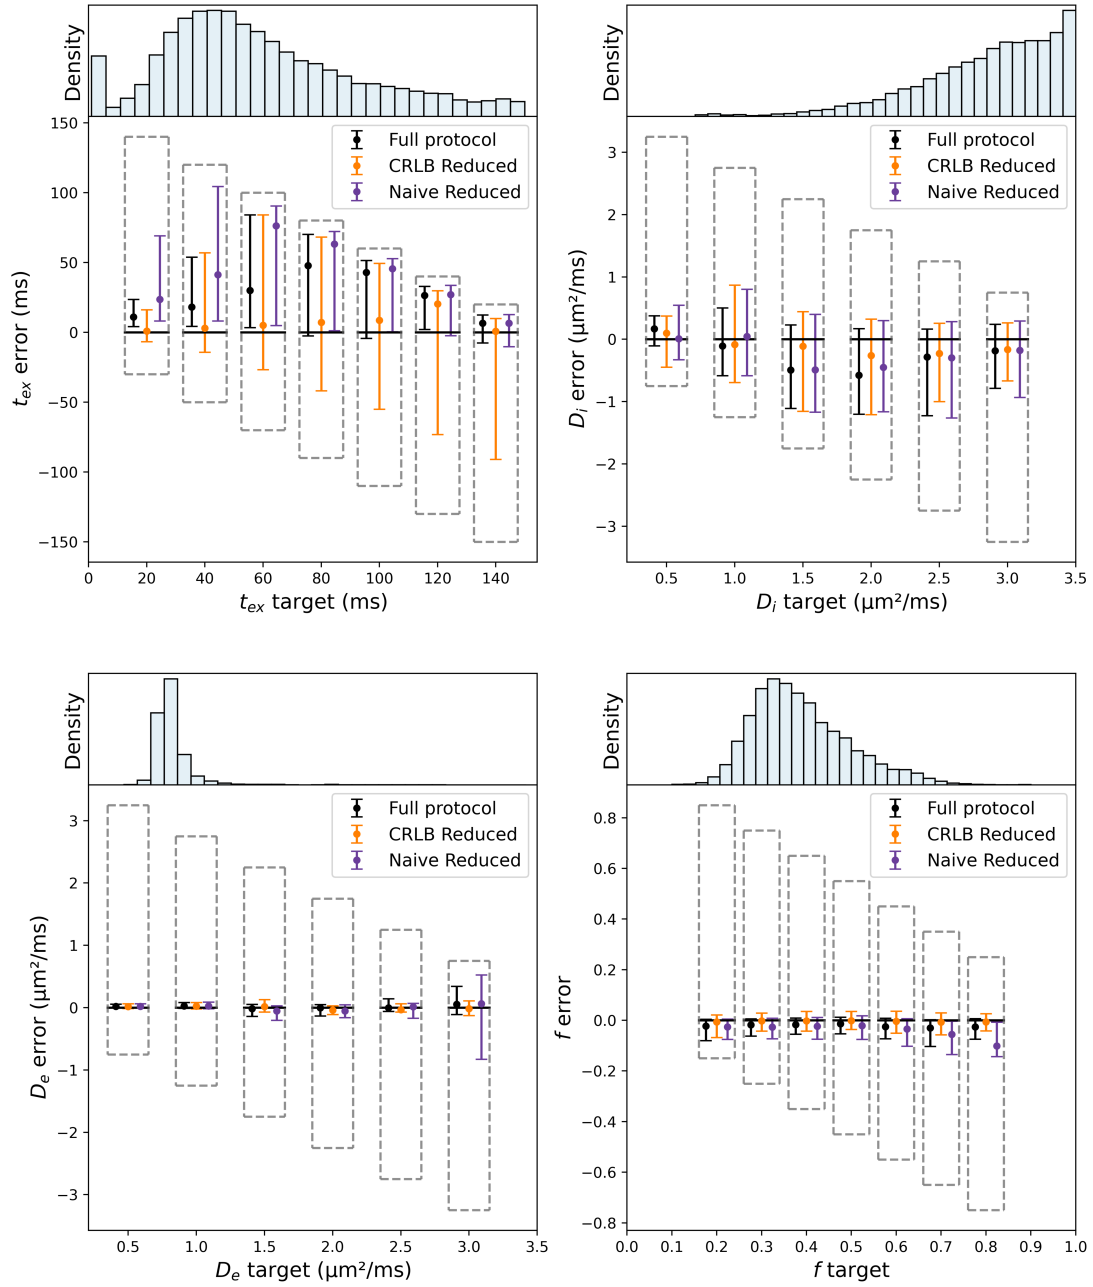 Density
150
100
50
0
−50
−100
−150
t_ex error (ms)
Full protocol
CRLB Reduced
Naive Reduced
0 20 40 60 80 100 120 140
t_ex target (ms)
Density
3
2
1
0
−1
−2
−3
D_i error (μm²/ms)
Full protocol
CRLB Reduced
Naive Reduced
0.5 1.0 1.5 2.0 2.5 3.0 3.5
D_i target (μm²/ms)
Density
3
2
1
0
−1
−2
−3
D_e error (μm²/ms)
Full protocol
CRLB Reduced
Naive Reduced
0.5 1.0 1.5 2.0 2.5 3.0 3.5
D_e target (μm²/ms)
Density
0.8
0.6
0.4
0.2
0.0
−0.2
−0.4
−0.6
−0.8
f error
Full protocol
CRLB Reduced
Naive Reduced
0.0 0.1 0.2 0.3 0.4 0.5 0.6 0.7 0.8 0.9 1.0
f target